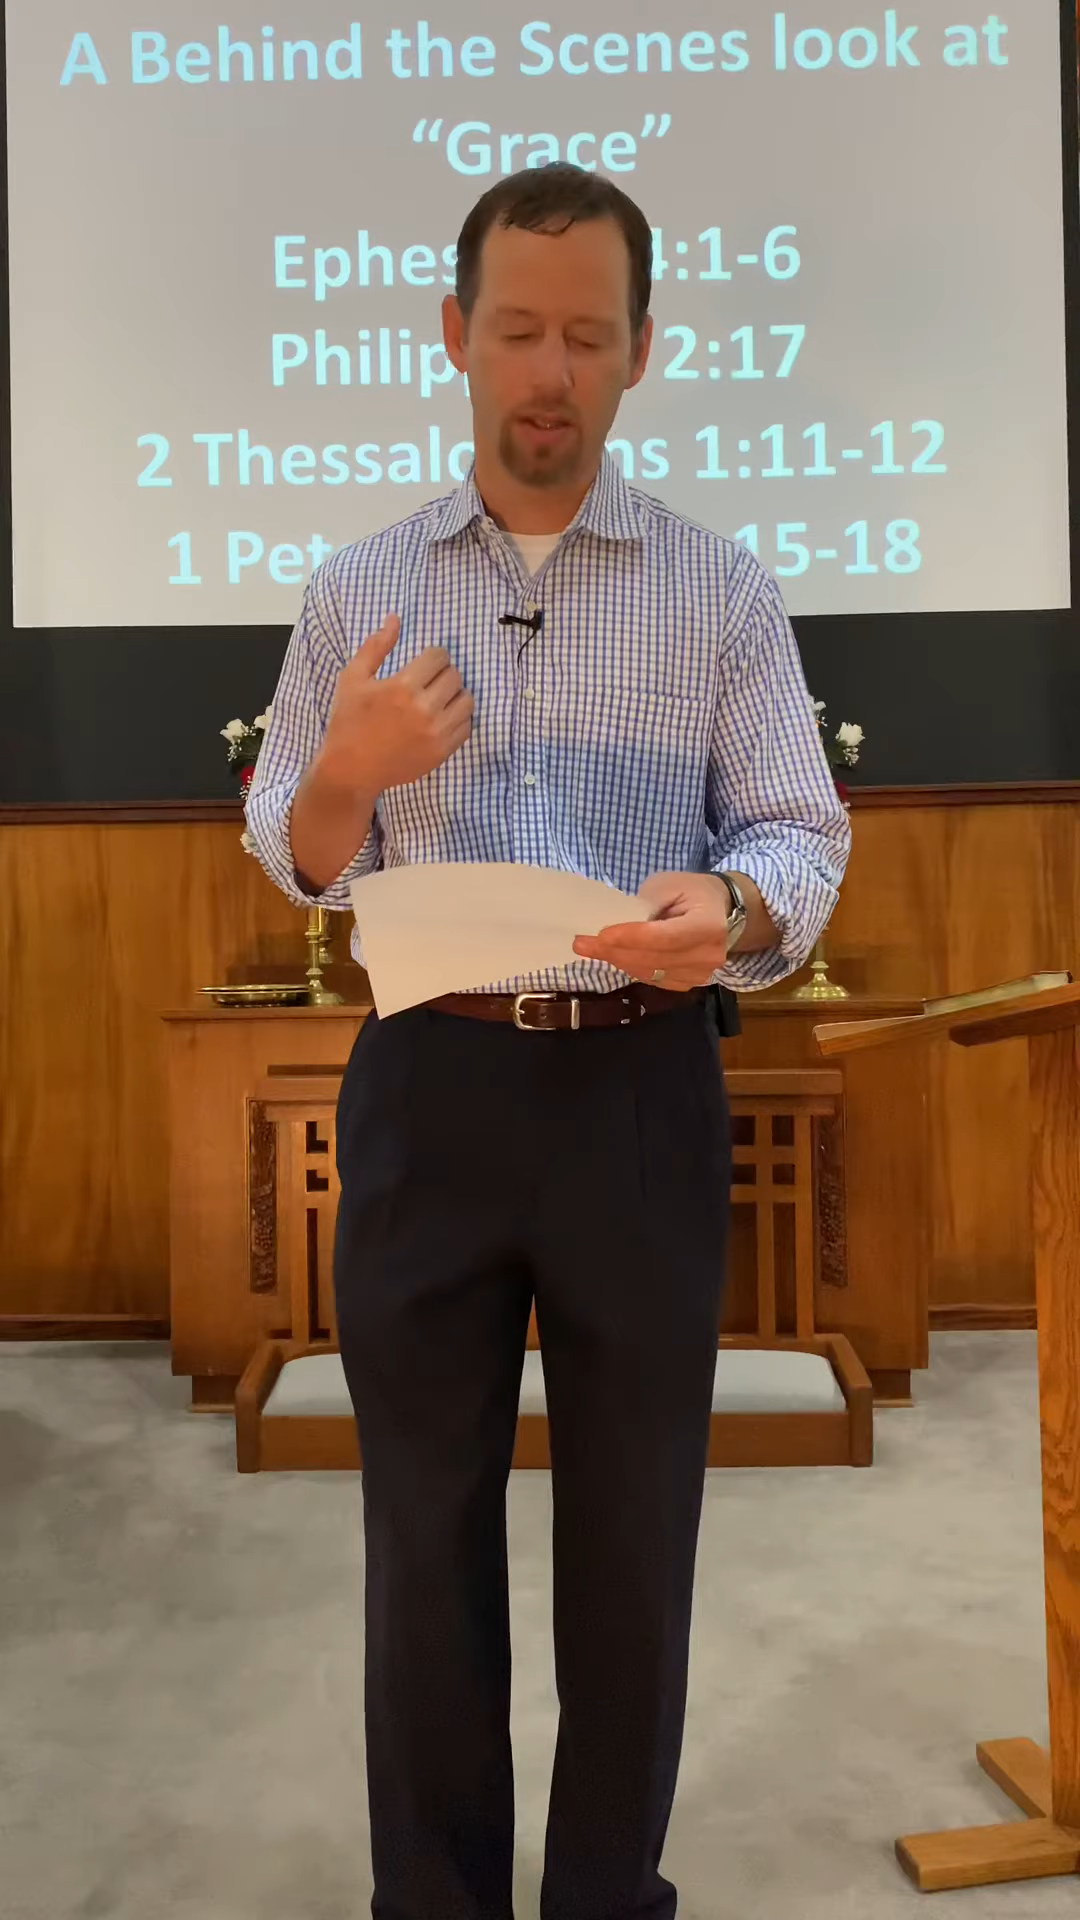 A Behind the Scenes look at
“Grace”
Ephes 4:1-6
Philipp 2:17
2 Thessalo ns 1:11-12
1 Pet 15-18